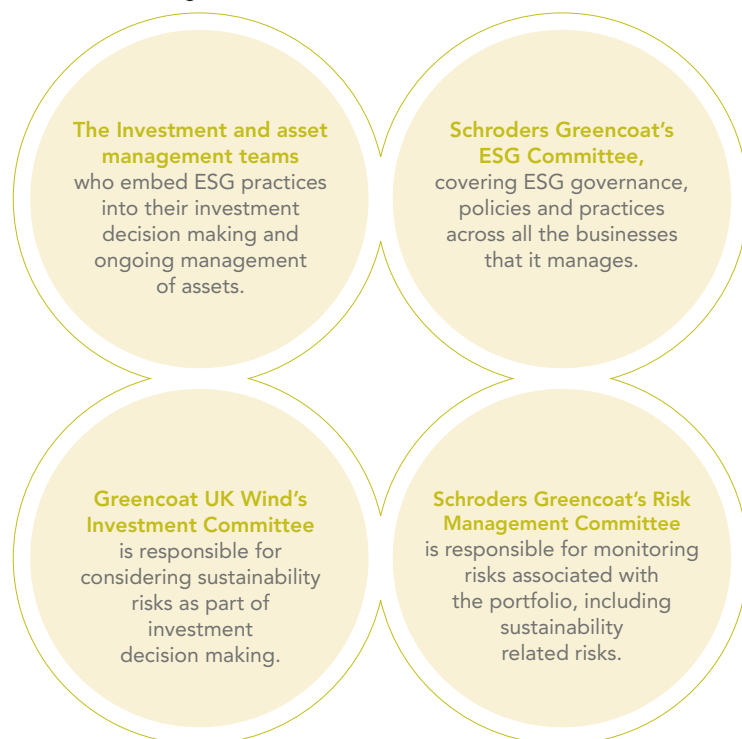 The Investment and asset
management teams
who embed ESG practices
into their investment
decision making and
ongoing management
of assets.
Schroders Greencoat’s
ESG Committee,
covering ESG governance,
policies and practices
across all the businesses
that it manages.
Greencoat UK Wind’s
Investment Committee
is responsible for
considering sustainability
risks as part of
investment
decision making.
Schroders Greencoat’s Risk
Management Committee
is responsible for monitoring
risks associated with
the portfolio, including
sustainability
related risks.